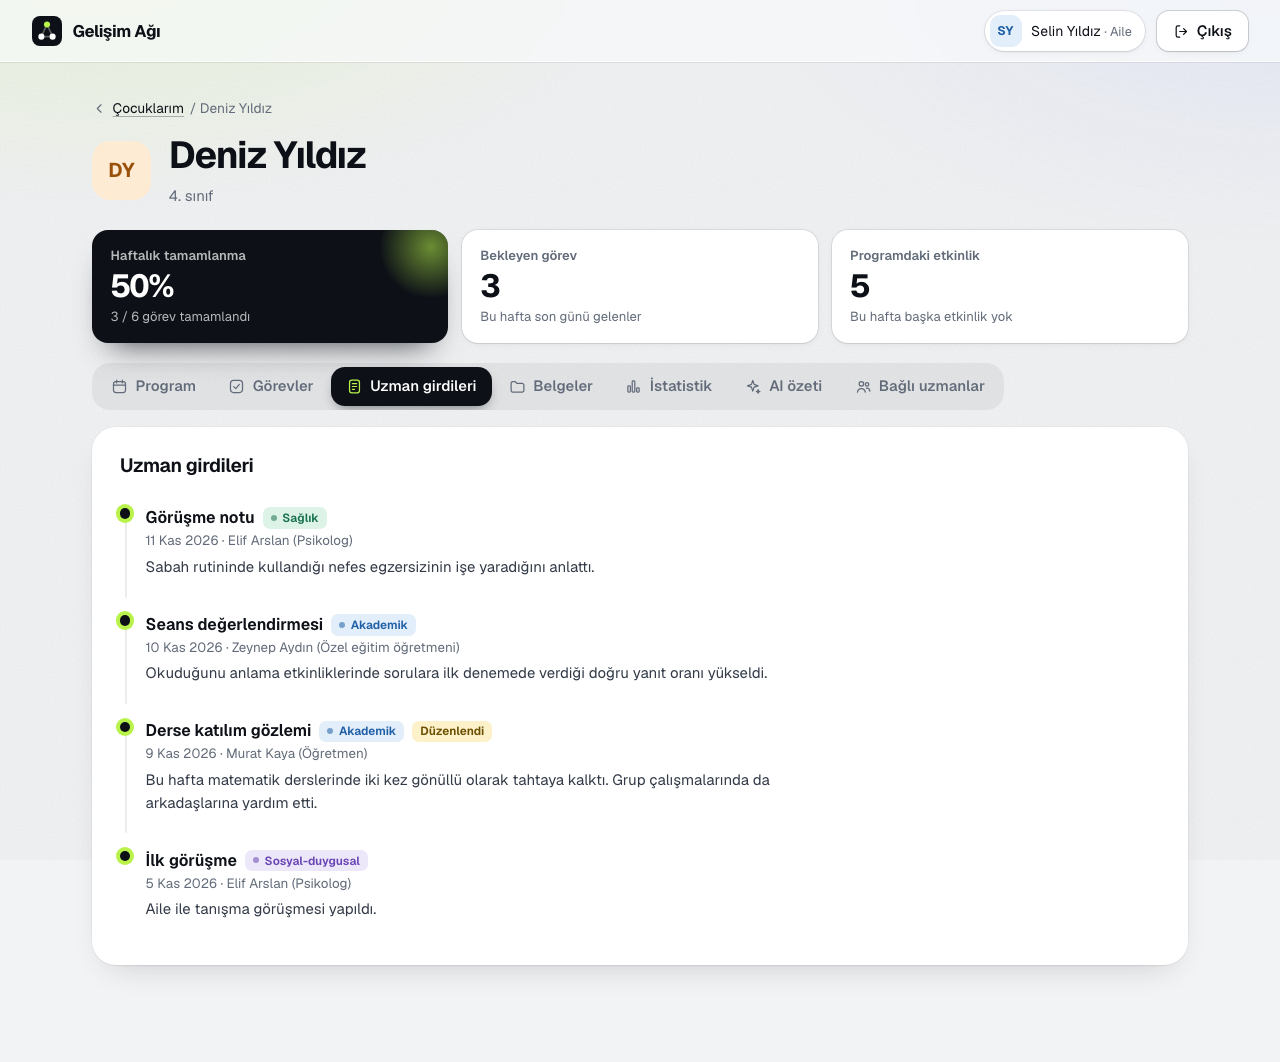 Gelişim Ağı
SY Selin Yıldız · Aile
Çıkış
Çocuklarım / Deniz Yıldız
DY
Deniz Yıldız
4. sınıf
Haftalık tamamlanma
50%
3 / 6 görev tamamlandı
Bekleyen görev
3
Bu hafta son günü gelenler
Programdaki etkinlik
5
Bu hafta başka etkinlik yok
Program Görevler Uzman girdileri Belgeler İstatistik AI özeti Bağlı uzmanlar
Uzman girdileri
Görüşme notu Sağlık
11 Kas 2026 · Elif Arslan (Psikolog)
Sabah rutininde kullandığı nefes egzersizinin işe yaradığını anlattı.
Seans değerlendirmesi Akademik
10 Kas 2026 · Zeynep Aydın (Özel eğitim öğretmeni)
Okuduğunu anlama etkinliklerinde sorulara ilk denemede verdiği doğru yanıt oranı yükseldi.
Derse katılım gözlemi Akademik Düzenlendi
9 Kas 2026 · Murat Kaya (Öğretmen)
Bu hafta matematik derslerinde iki kez gönüllü olarak tahtaya kalktı. Grup çalışmalarında da
arkadaşlarına yardım etti.
İlk görüşme Sosyal-duygusal
5 Kas 2026 · Elif Arslan (Psikolog)
Aile ile tanışma görüşmesi yapıldı.